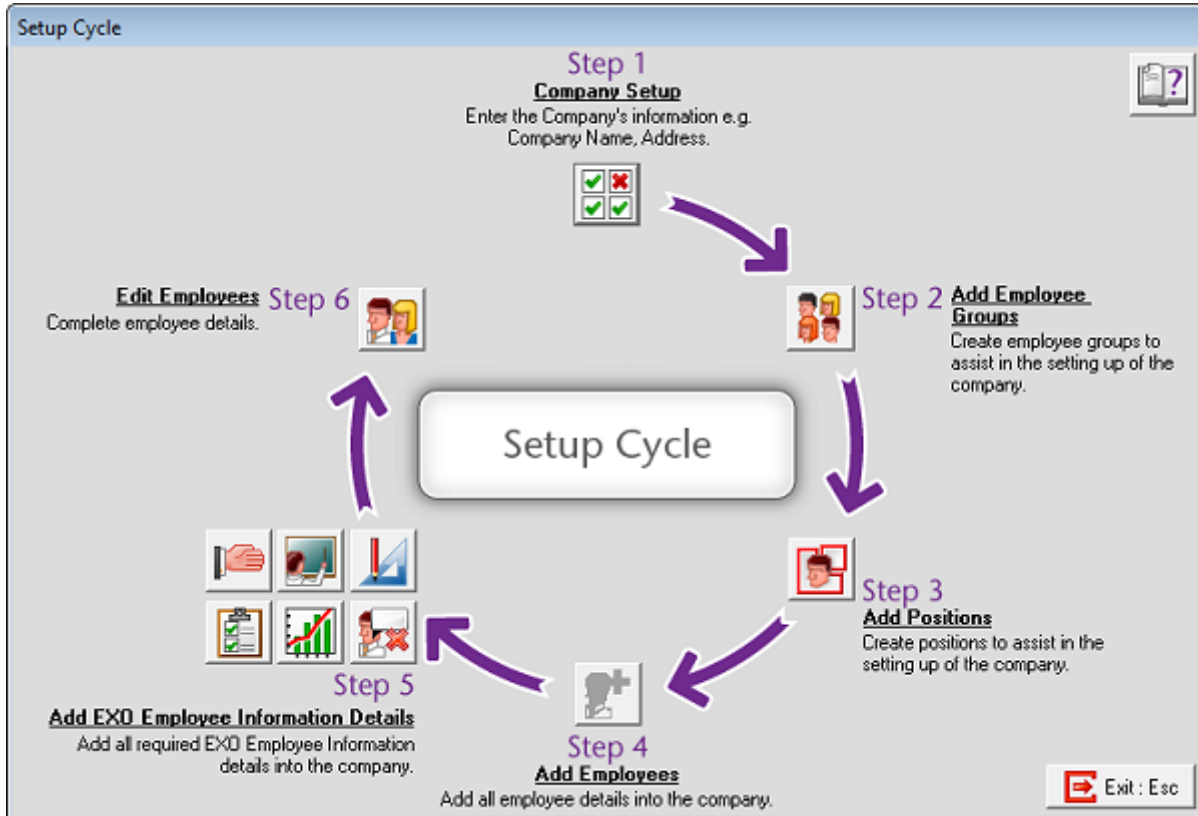 Setup Cycle
Step 1
Company Setup
Enter the Company's information e.g.
Company Name, Address.
Step 2
Add Employee
Groups
Create employee groups to
assist in the setting up of the
company.
Step 3
Add Positions
Create positions to assist in the
setting up of the company.
Step 4
Add Employees
Add all employee details into the company.
Step 5
Add EXO Employee Information Details
Add all required EXO Employee Information
details into the company.
Edit Employees Step 6
Complete employee details.
Setup Cycle
Exit : Esc